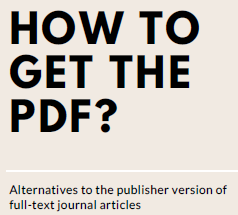 HOW TO
GET THE
PDF?
Alternatives to the publisher version of
full-text journal articles